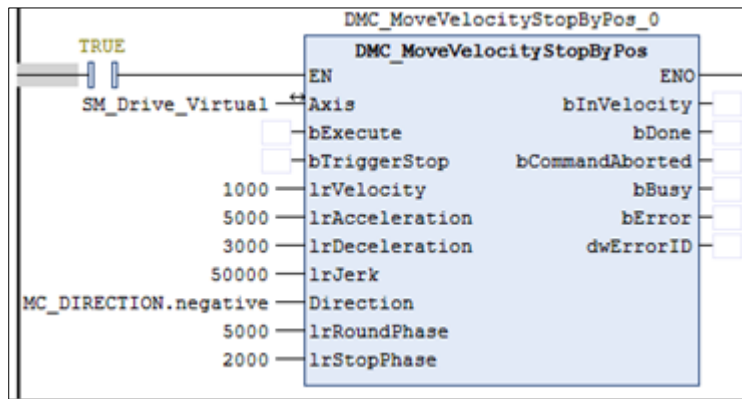 DMC_MoveVelocityStopByPos_0
TRUE
DMC_MoveVelocityStopByPos
EN ENO
SM_Drive_Virtual Axis bInVelocity
bExecute bDone
bTriggerStop bCommandAborted
1000 lrVelocity bBusy
5000 lrAcceleration bError
3000 lrDeceleration dwErrorID
50000 lrJerk
MC_DIRECTION.negative Direction
5000 lrRoundPhase
2000 lrStopPhase